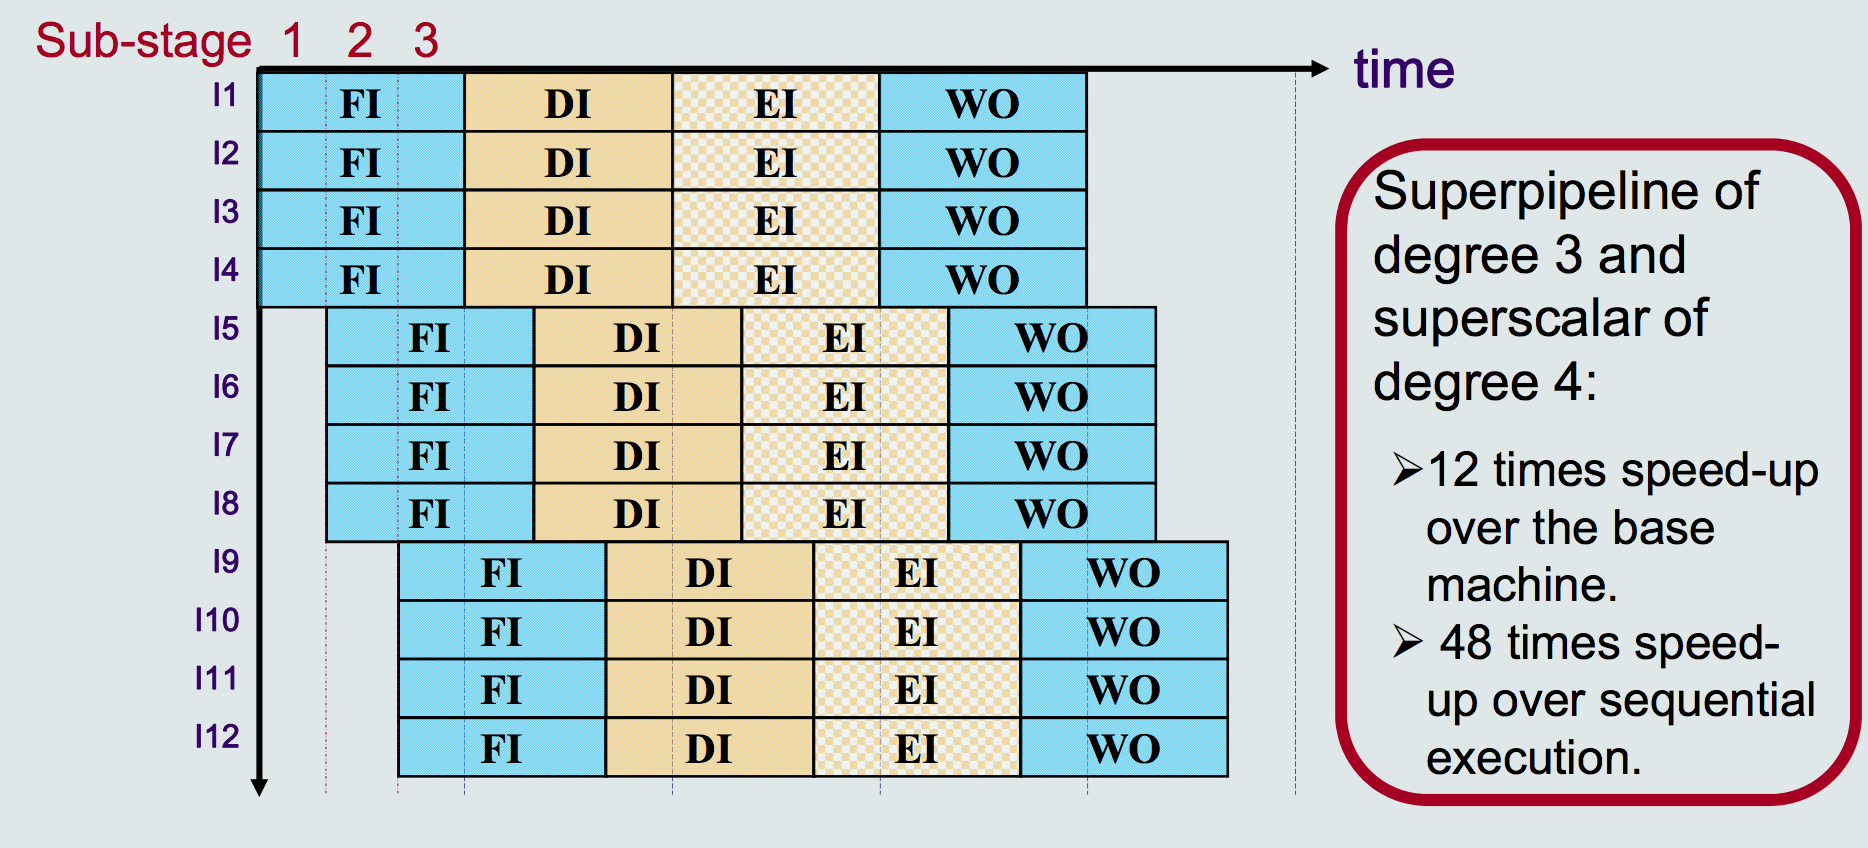 Sub-stage 1 2 3
time
I1 FI DI EI WO
I2 FI DI EI WO
I3 FI DI EI WO
I4 FI DI EI WO
I5 FI DI EI WO
I6 FI DI EI WO
I7 FI DI EI WO
I8 FI DI EI WO
I9 FI DI EI WO
I10 FI DI EI WO
I11 FI DI EI WO
I12 FI DI EI WO
Superpipeline of
degree 3 and
superscalar of
degree 4:
➢12 times speed-up
over the base
machine.
➢ 48 times speed-
up over sequential
execution.